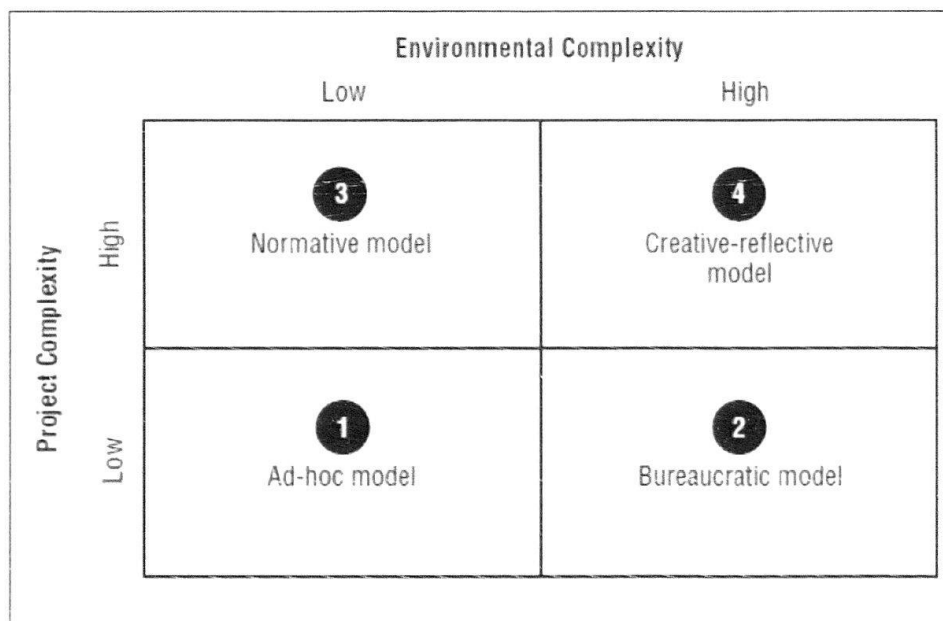 Environmental Complexity
Low
High
Project Complexity
High
3
Normative model
4
Creative-reflective
model
Low
1
Ad-hoc model
2
Bureaucratic model